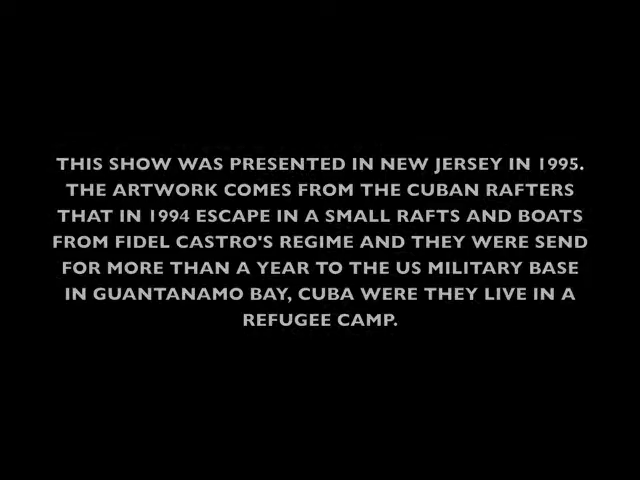 THIS SHOW WAS PRESENTED IN NEW JERSEY IN 1995.
THE ARTWORK COMES FROM THE CUBAN RAFTERS
THAT IN 1994 ESCAPE IN A SMALL RAFTS AND BOATS
FROM FIDEL CASTRO'S REGIME AND THEY WERE SEND
FOR MORE THAN A YEAR TO THE US MILITARY BASE
IN GUANTANAMO BAY, CUBA WERE THEY LIVE IN A
REFUGEE CAMP.